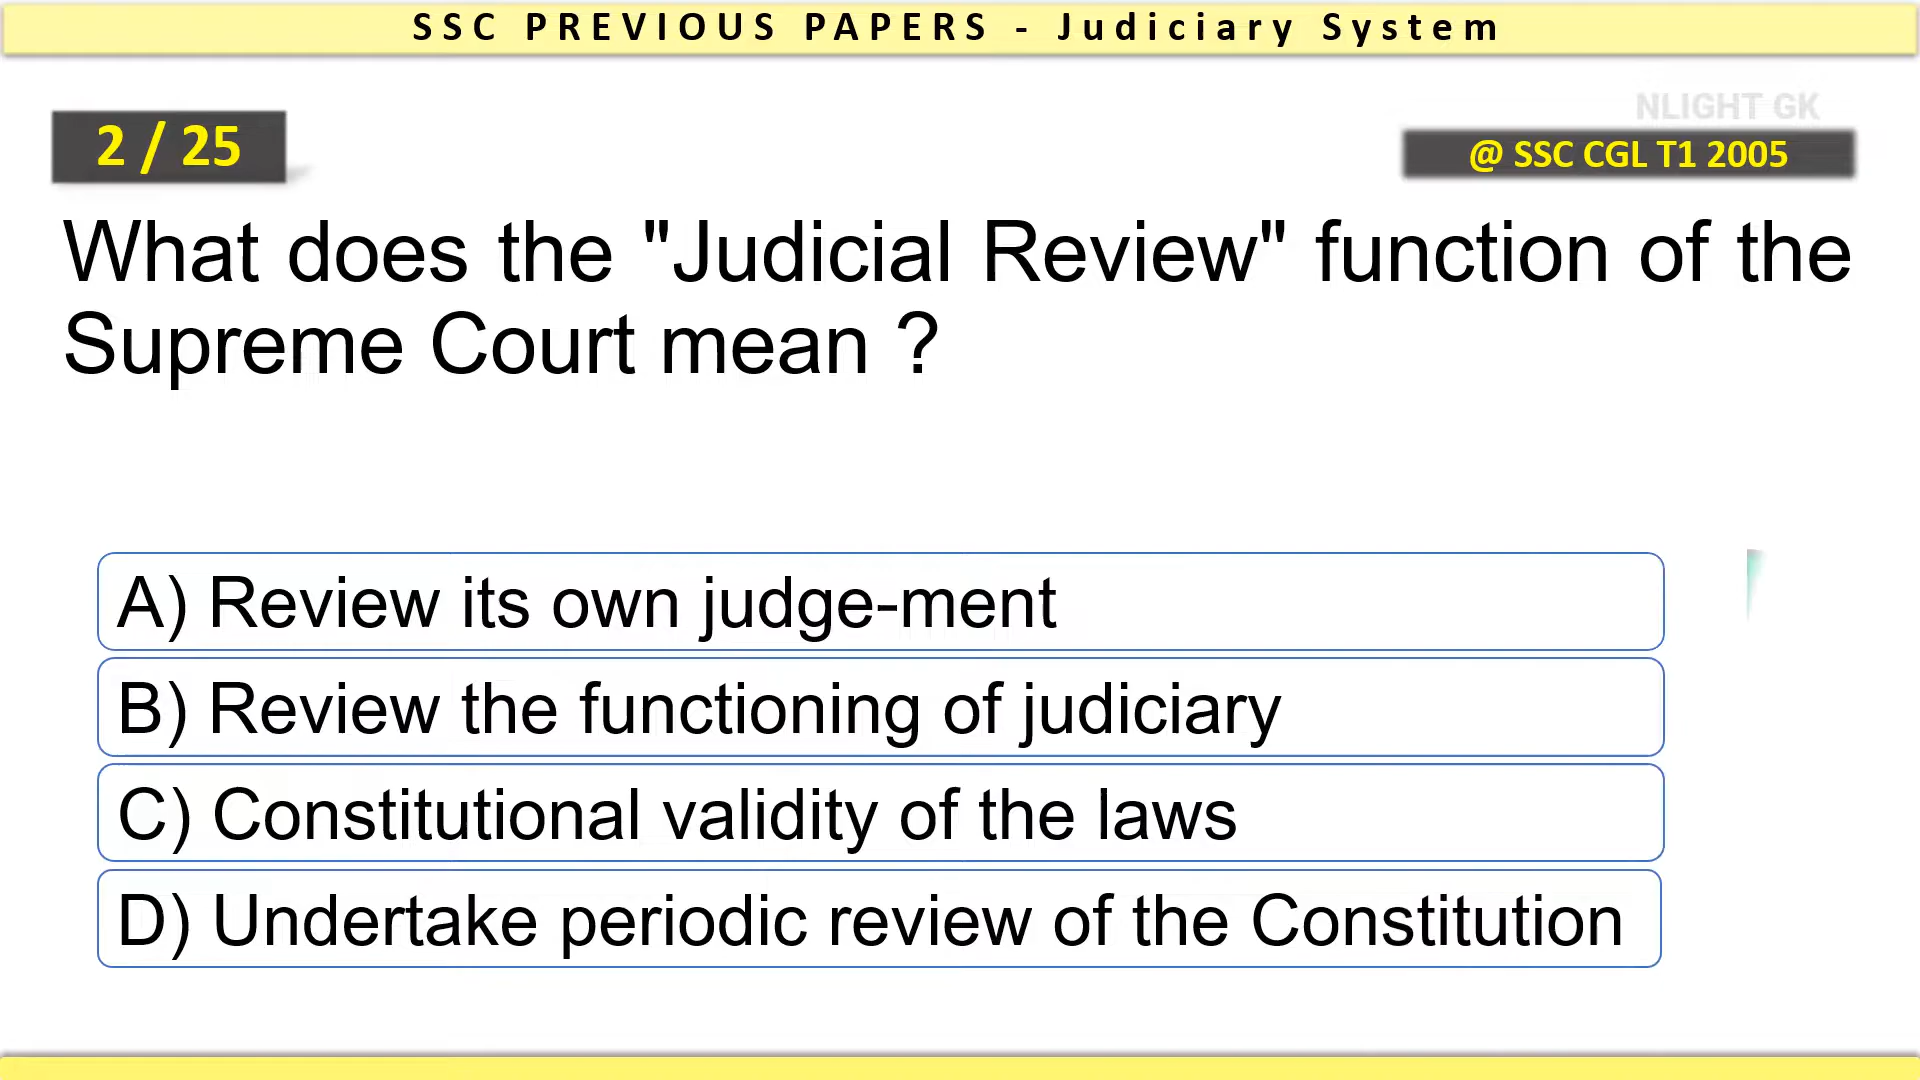 SSC PREVIOUS PAPERS - Judiciary System
NLIGHT GK
2 / 25
@ SSC CGL T1 2005
What does the "Judicial Review" function of the
Supreme Court mean ?
A) Review its own judge-ment
B) Review the functioning of judiciary
C) Constitutional validity of the laws
D) Undertake periodic review of the Constitution